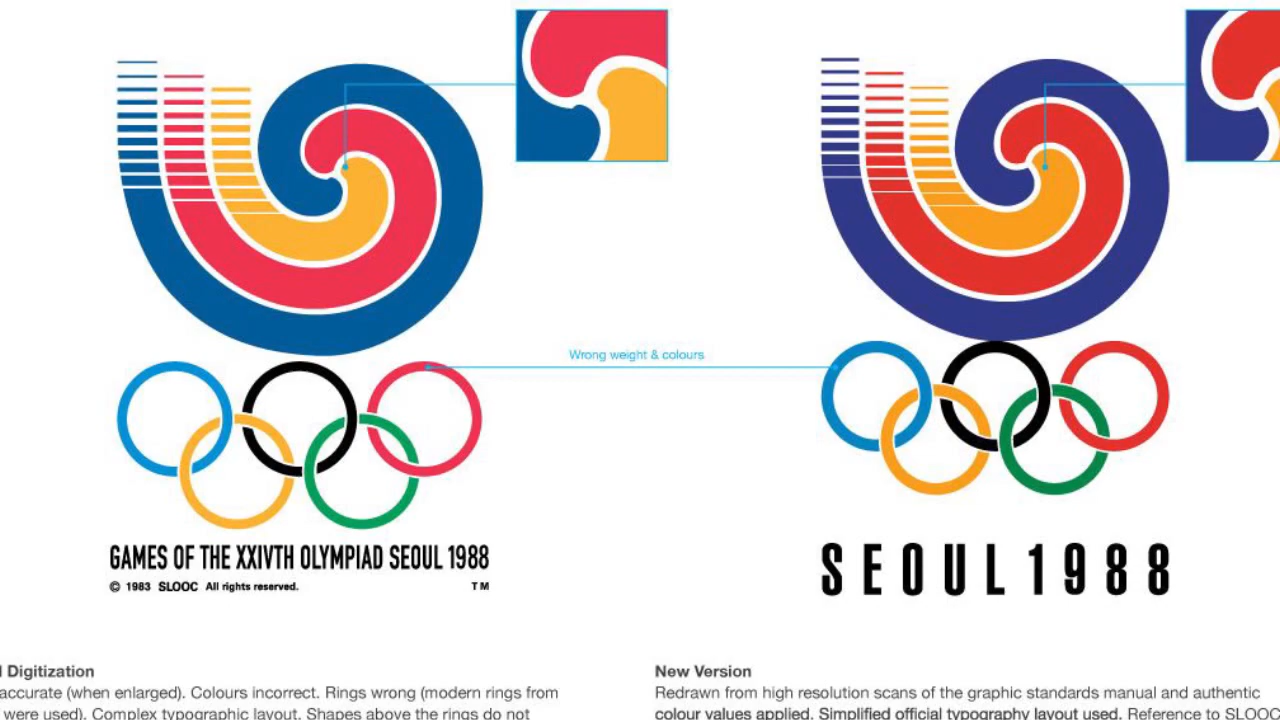 Wrong weight & colours
GAMES OF THE XXIVTH OLYMPIAD SEOUL 1988
© 1983 SLOOC All rights reserved. TM
SEOUL 1988
Digitization
accurate (when enlarged). Colours incorrect. Rings wrong (modern rings from
were used). Complex typographic layout. Shapes above the rings do not
New Version
Redrawn from high resolution scans of the graphic standards manual and authentic
colour values applied. Simplified official typography layout used. Reference to SLOOC